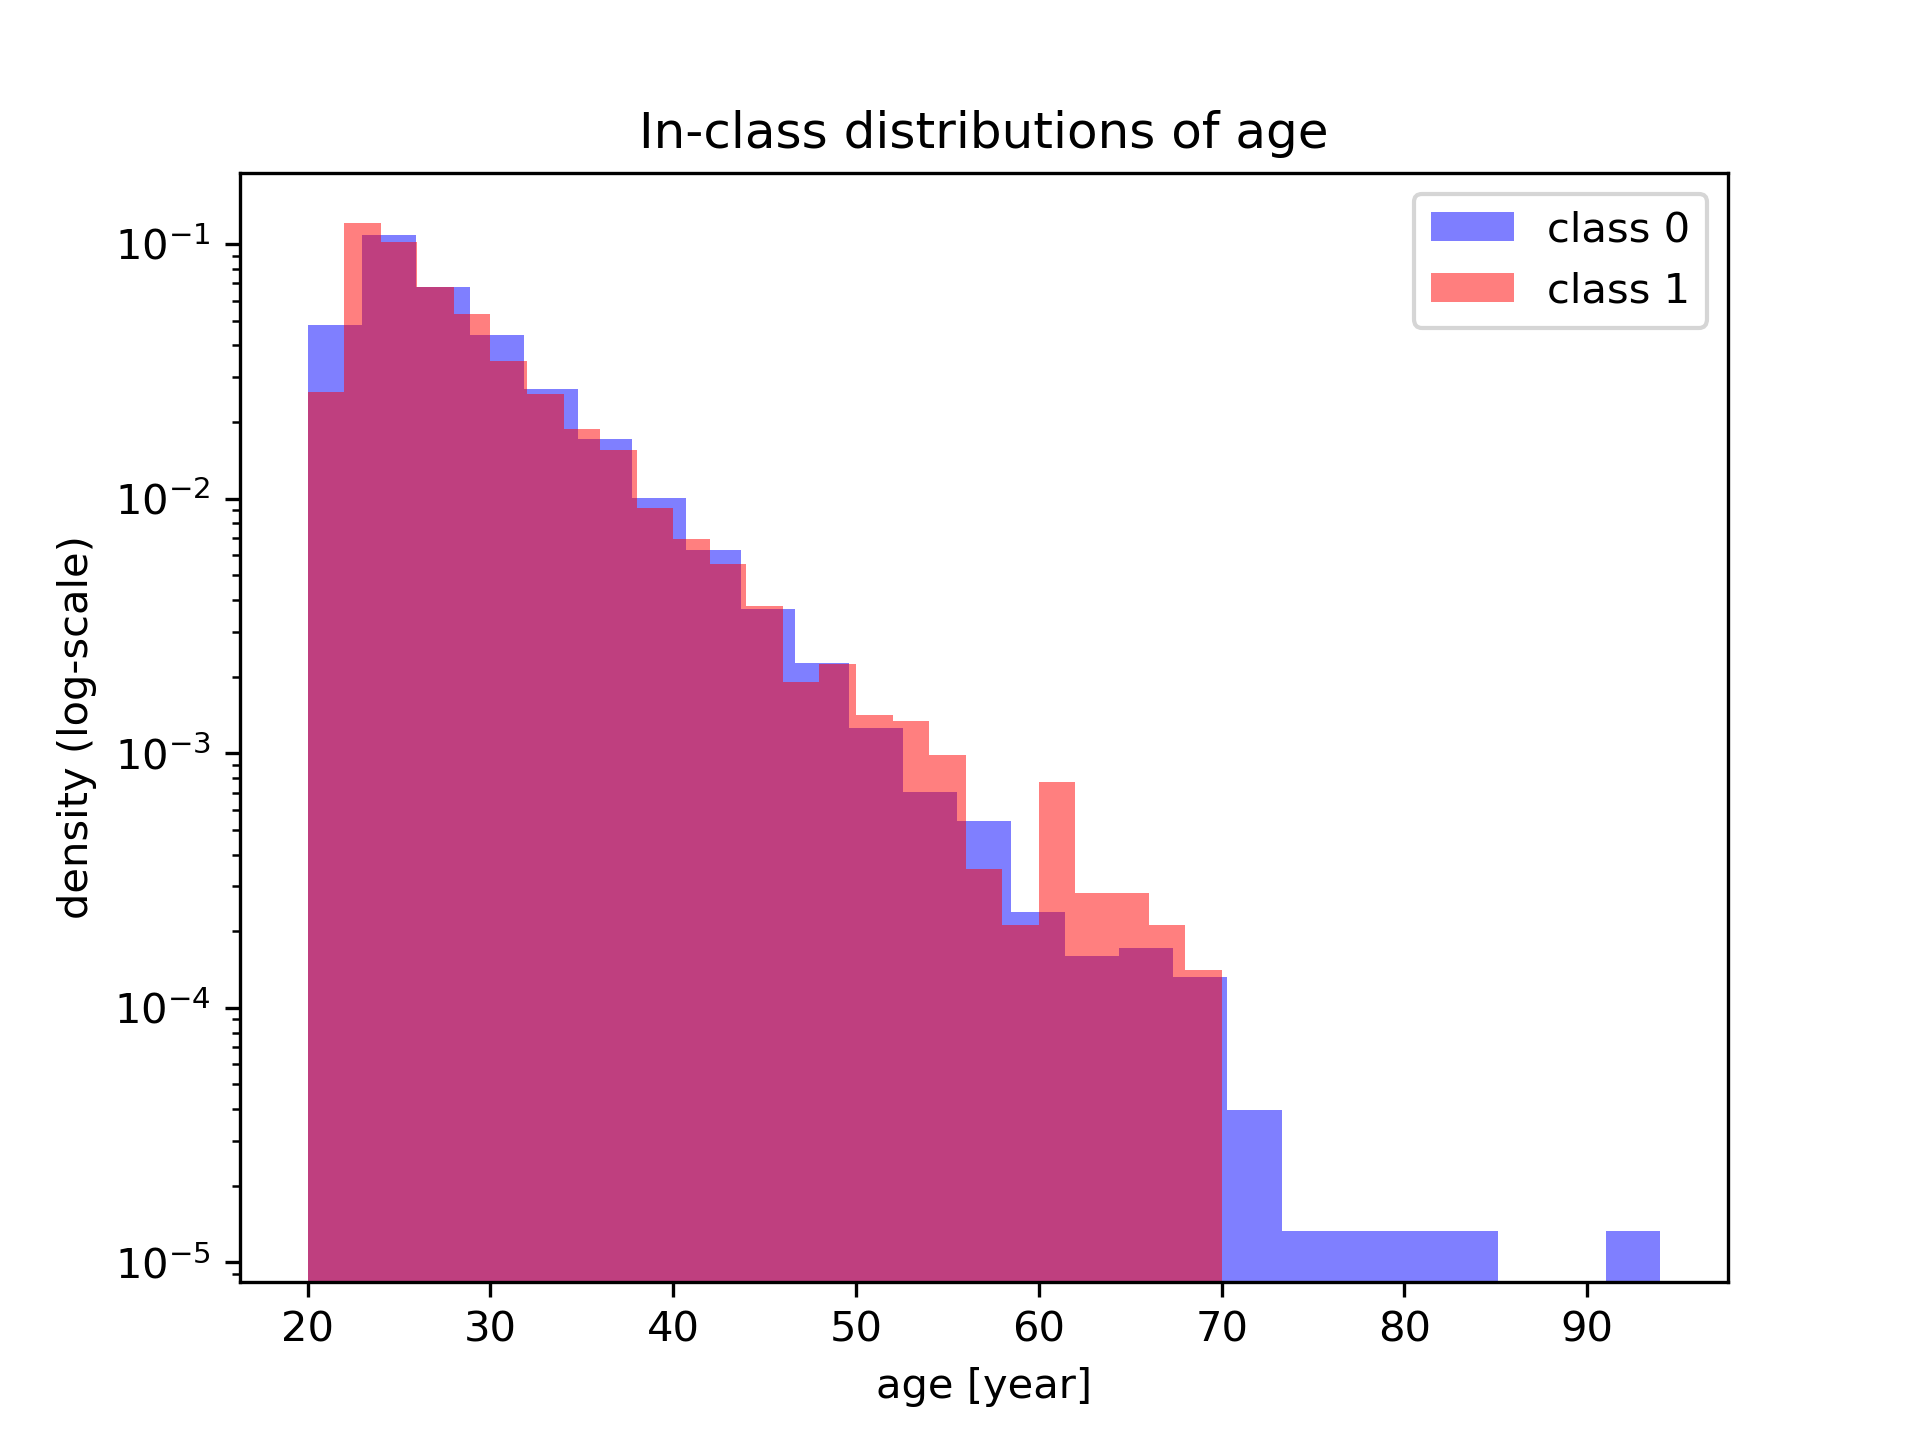 In-class distributions of age
class 0
class 1
density (log-scale)
10⁻¹
10⁻²
10⁻³
10⁻⁴
10⁻⁵
20 30 40 50 60 70 80 90
age [year]